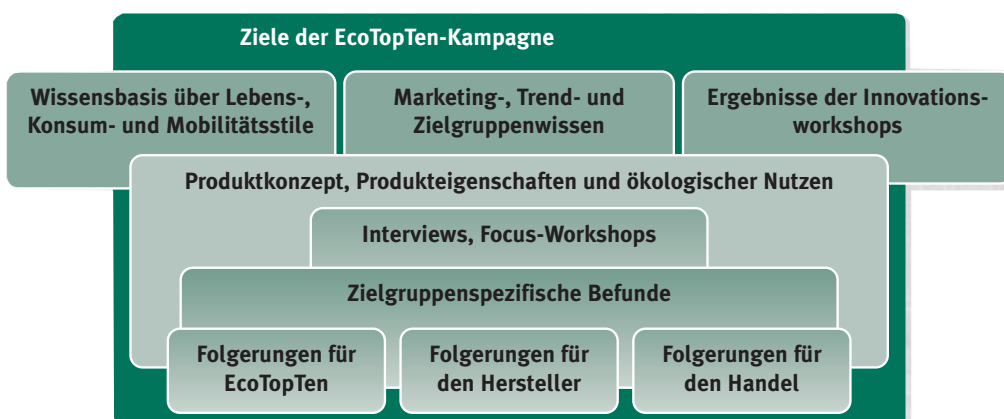 Ziele der EcoTopTen-Kampagne
Wissensbasis über Lebens-,
Konsum- und Mobilitätsstile
Marketing-, Trend- und
Zielgruppenwissen
Ergebnisse der Innovations-
workshops
Produktkonzept, Produkteigenschaften und ökologischer Nutzen
Interviews, Focus-Workshops
Zielgruppenspezifische Befunde
Folgerungen für
EcoTopTen
Folgerungen für
den Hersteller
Folgerungen für
den Handel